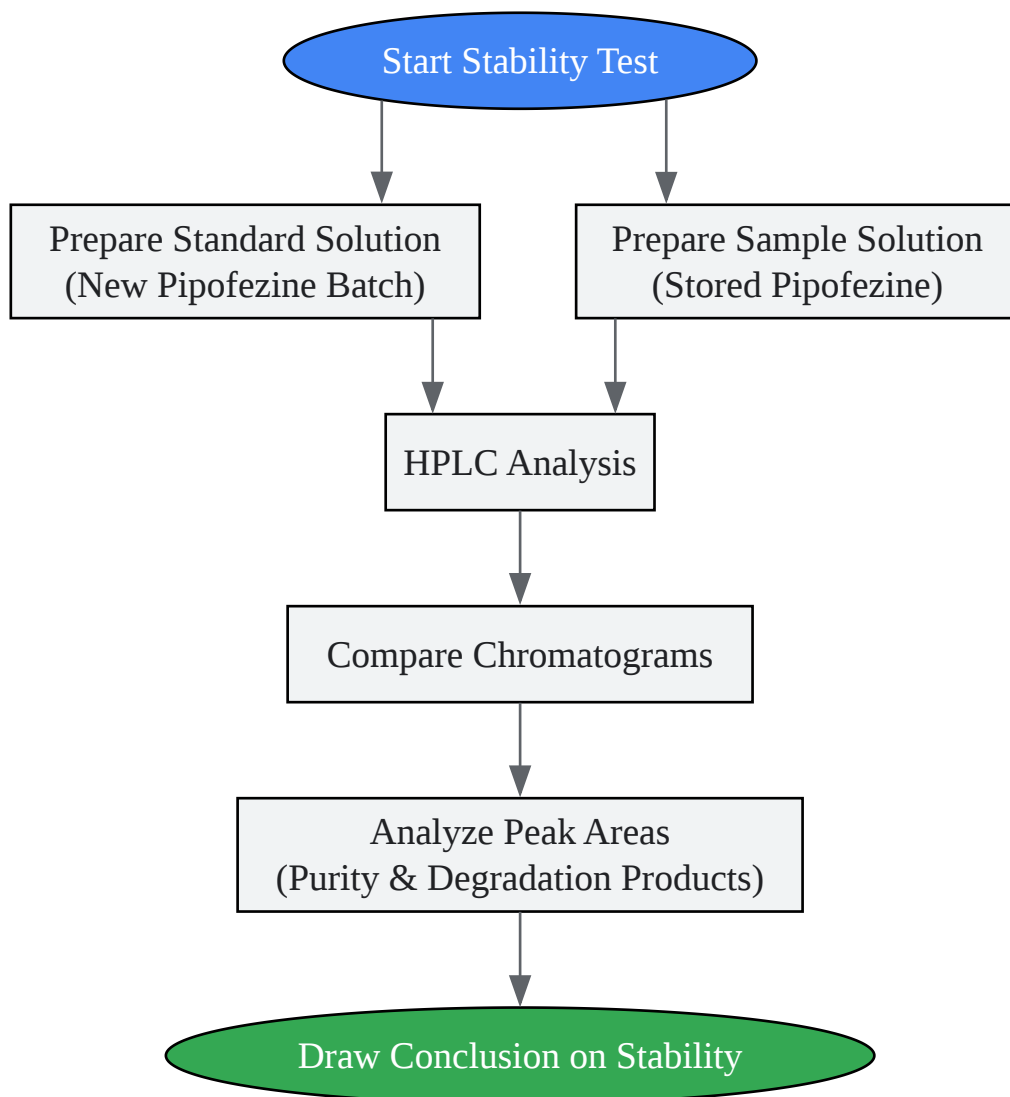 Start Stability Test
Prepare Standard Solution
(New Pipofezine Batch)
Prepare Sample Solution
(Stored Pipofezine)
HPLC Analysis
Compare Chromatograms
Analyze Peak Areas
(Purity & Degradation Products)
Draw Conclusion on Stability